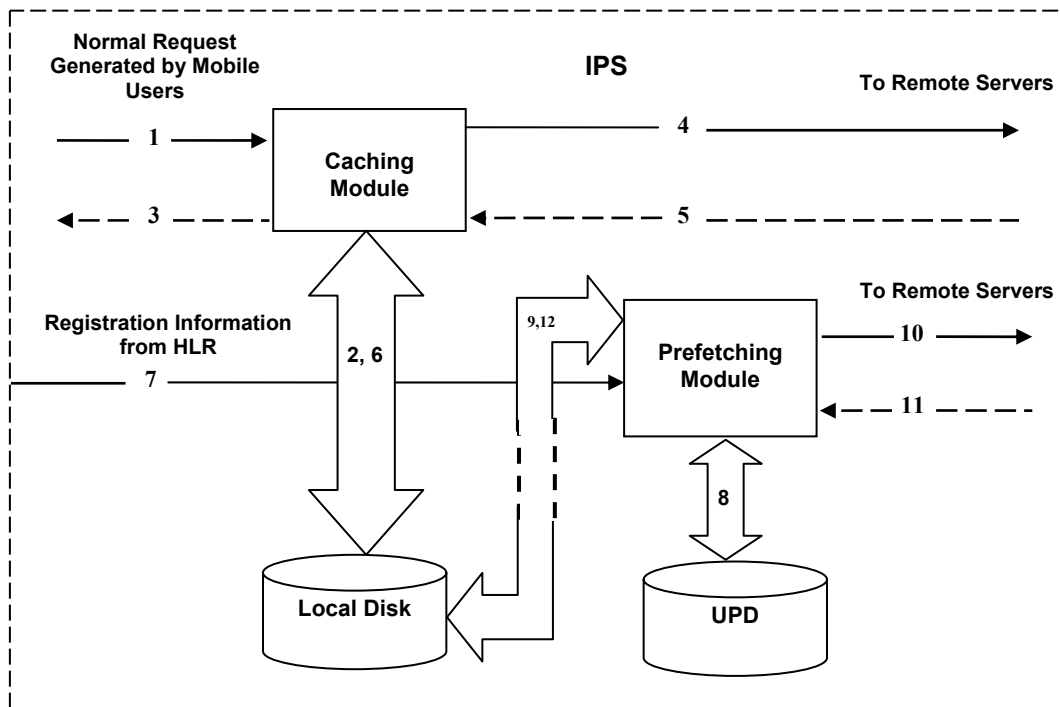 Normal Request
Generated by Mobile
Users
IPS
To Remote Servers
1
4
Caching
Module
3
5
To Remote Servers
Registration Information
from HLR
2, 6
9,12
Prefetching
Module
10
7
11
8
Local Disk
UPD